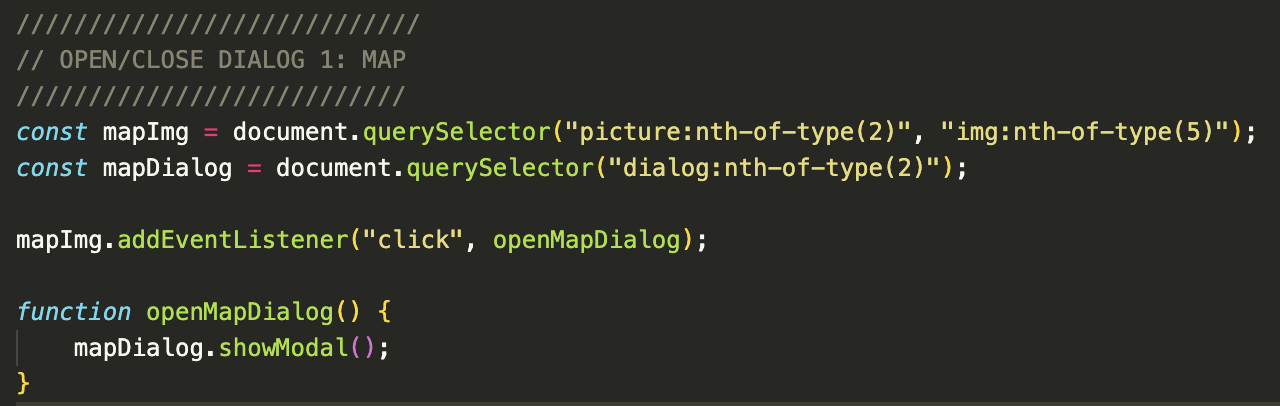 ////////////////////////////
// OPEN/CLOSE DIALOG 1: MAP
///////////////////////////
const mapImg = document.querySelector("picture:nth-of-type(2)", "img:nth-of-type(5)");
const mapDialog = document.querySelector("dialog:nth-of-type(2)");
mapImg.addEventListener("click", openMapDialog);
function openMapDialog() {
    mapDialog.showModal();
}